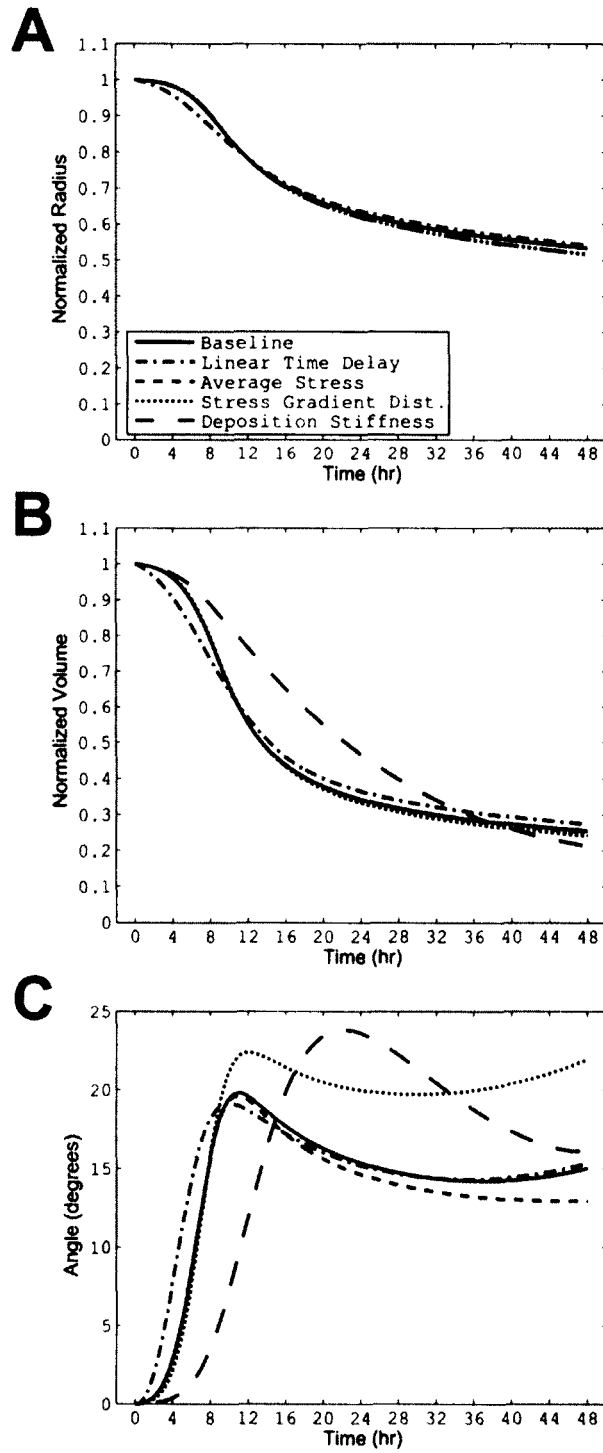 A
1.1
1
0.9
0.8
0.7
0.6
0.5
0.4
0.3
0.2
0.1
0
Normalized Radius
Baseline
Linear Time Delay
Average Stress
Stress Gradient Dist.
Deposition Stiffness
0 4 8 12 16 20 24 28 32 36 40 44 48
Time (hr)
B
1.1
1
0.9
0.8
0.7
0.6
0.5
0.4
0.3
0.2
0.1
0
Normalized Volume
0 4 8 12 16 20 24 28 32 36 40 44 48
Time (hr)
C
25
20
15
10
5
0
Angle (degrees)
0 4 8 12 16 20 24 28 32 36 40 44 48
Time (hr)